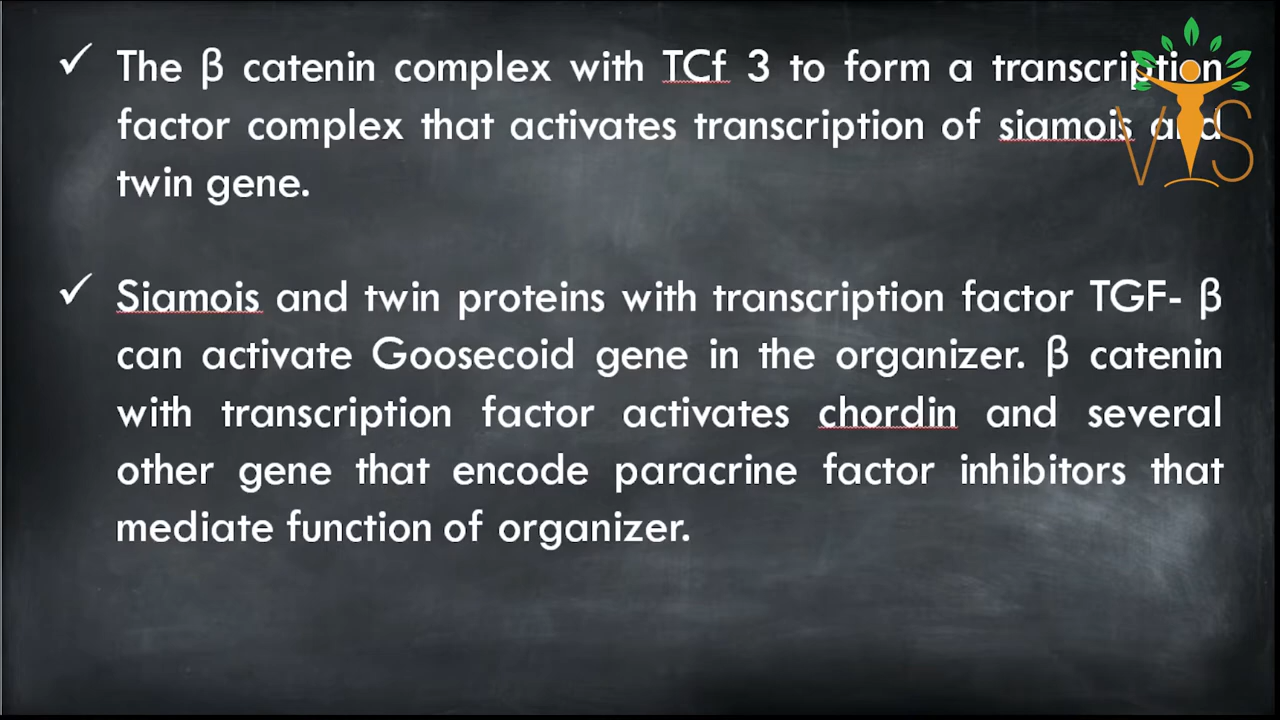 ✓ The β catenin complex with TCf 3 to form a transcription
factor complex that activates transcription of siamois and
twin gene.
✓ Siamois and twin proteins with transcription factor TGF- β
can activate Goosecoid gene in the organizer. β catenin
with transcription factor activates chordin and several
other gene that encode paracrine factor inhibitors that
mediate function of organizer.
V S